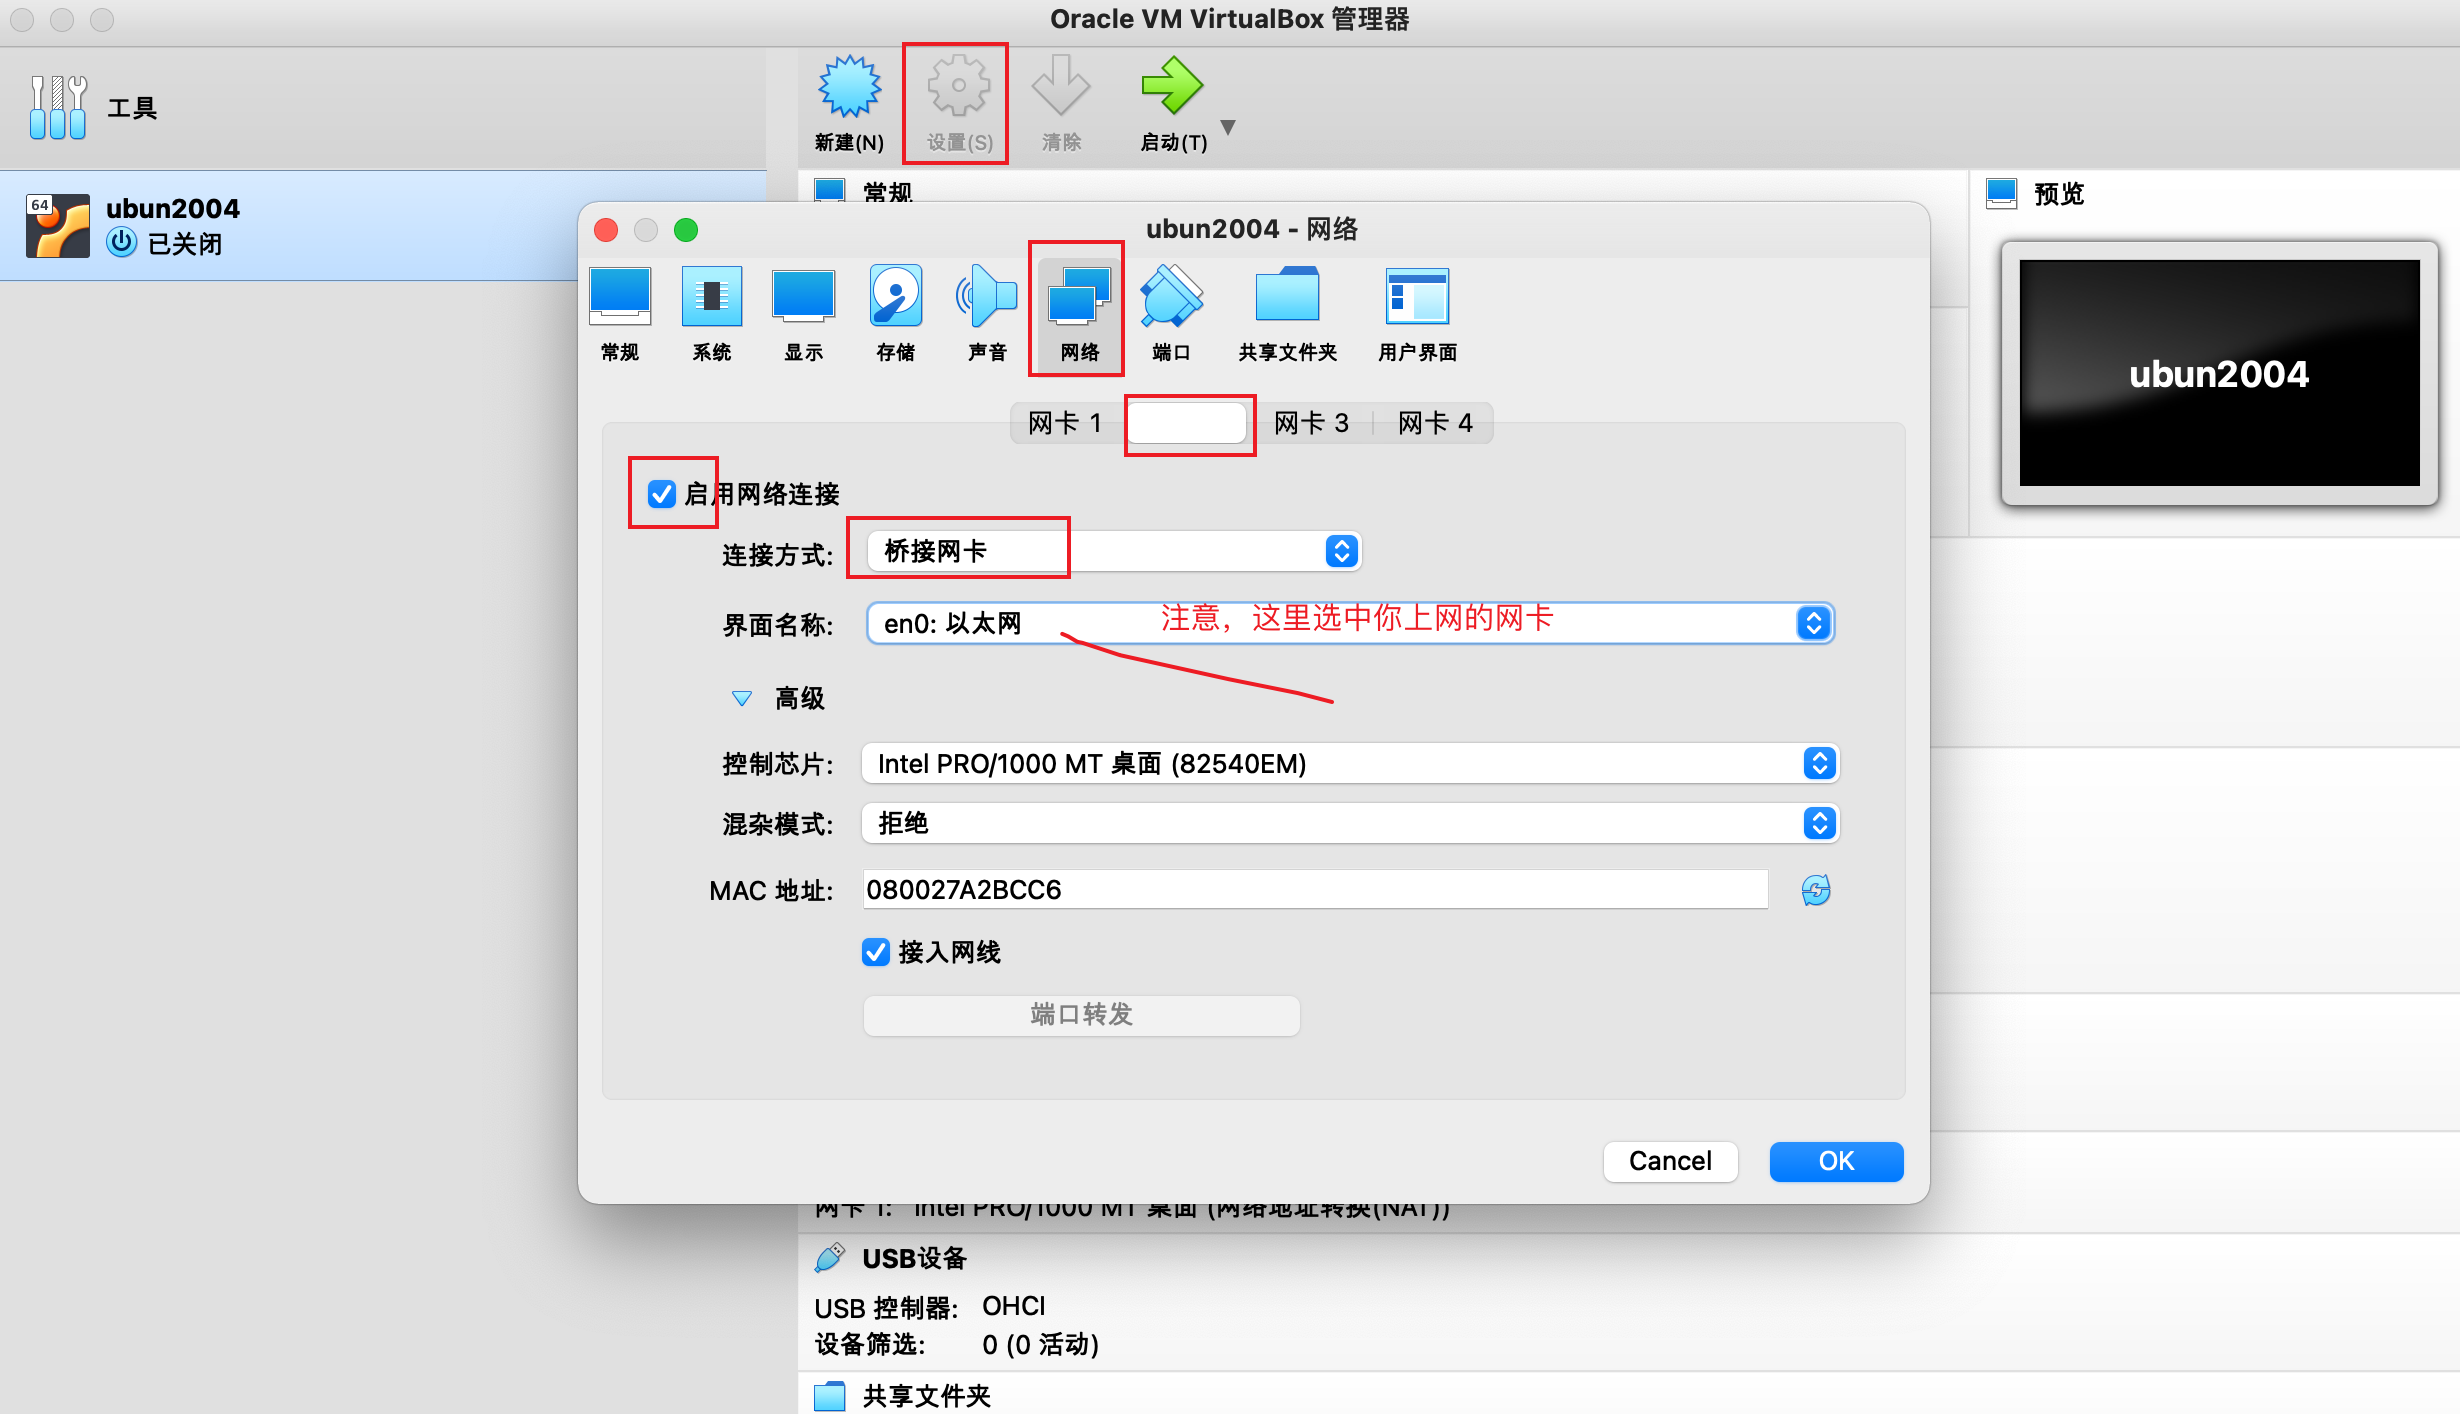 Oracle VM VirtualBox 管理器
工具
新建(N)
设置(S)
清除
启动(T)
64
ubun2004
已关闭
常规
预览
ubun2004
ubun2004 - 网络
常规
系统
显示
存储
声音
网络
端口
共享文件夹
用户界面
网卡 1
网卡 3
网卡 4
启用网络连接
连接方式:
桥接网卡
界面名称:
en0: 以太网
注意，这里选中你上网的网卡
高级
控制芯片:
Intel PRO/1000 MT 桌面 (82540EM)
混杂模式:
拒绝
MAC 地址:
080027A2BCC6
接入网线
端口转发
Cancel
OK
网卡 1: Intel PRO/1000 MT 桌面 (网络地址转换(NAT))
USB设备
USB 控制器: OHCI
设备筛选: 0 (0 活动)
共享文件夹